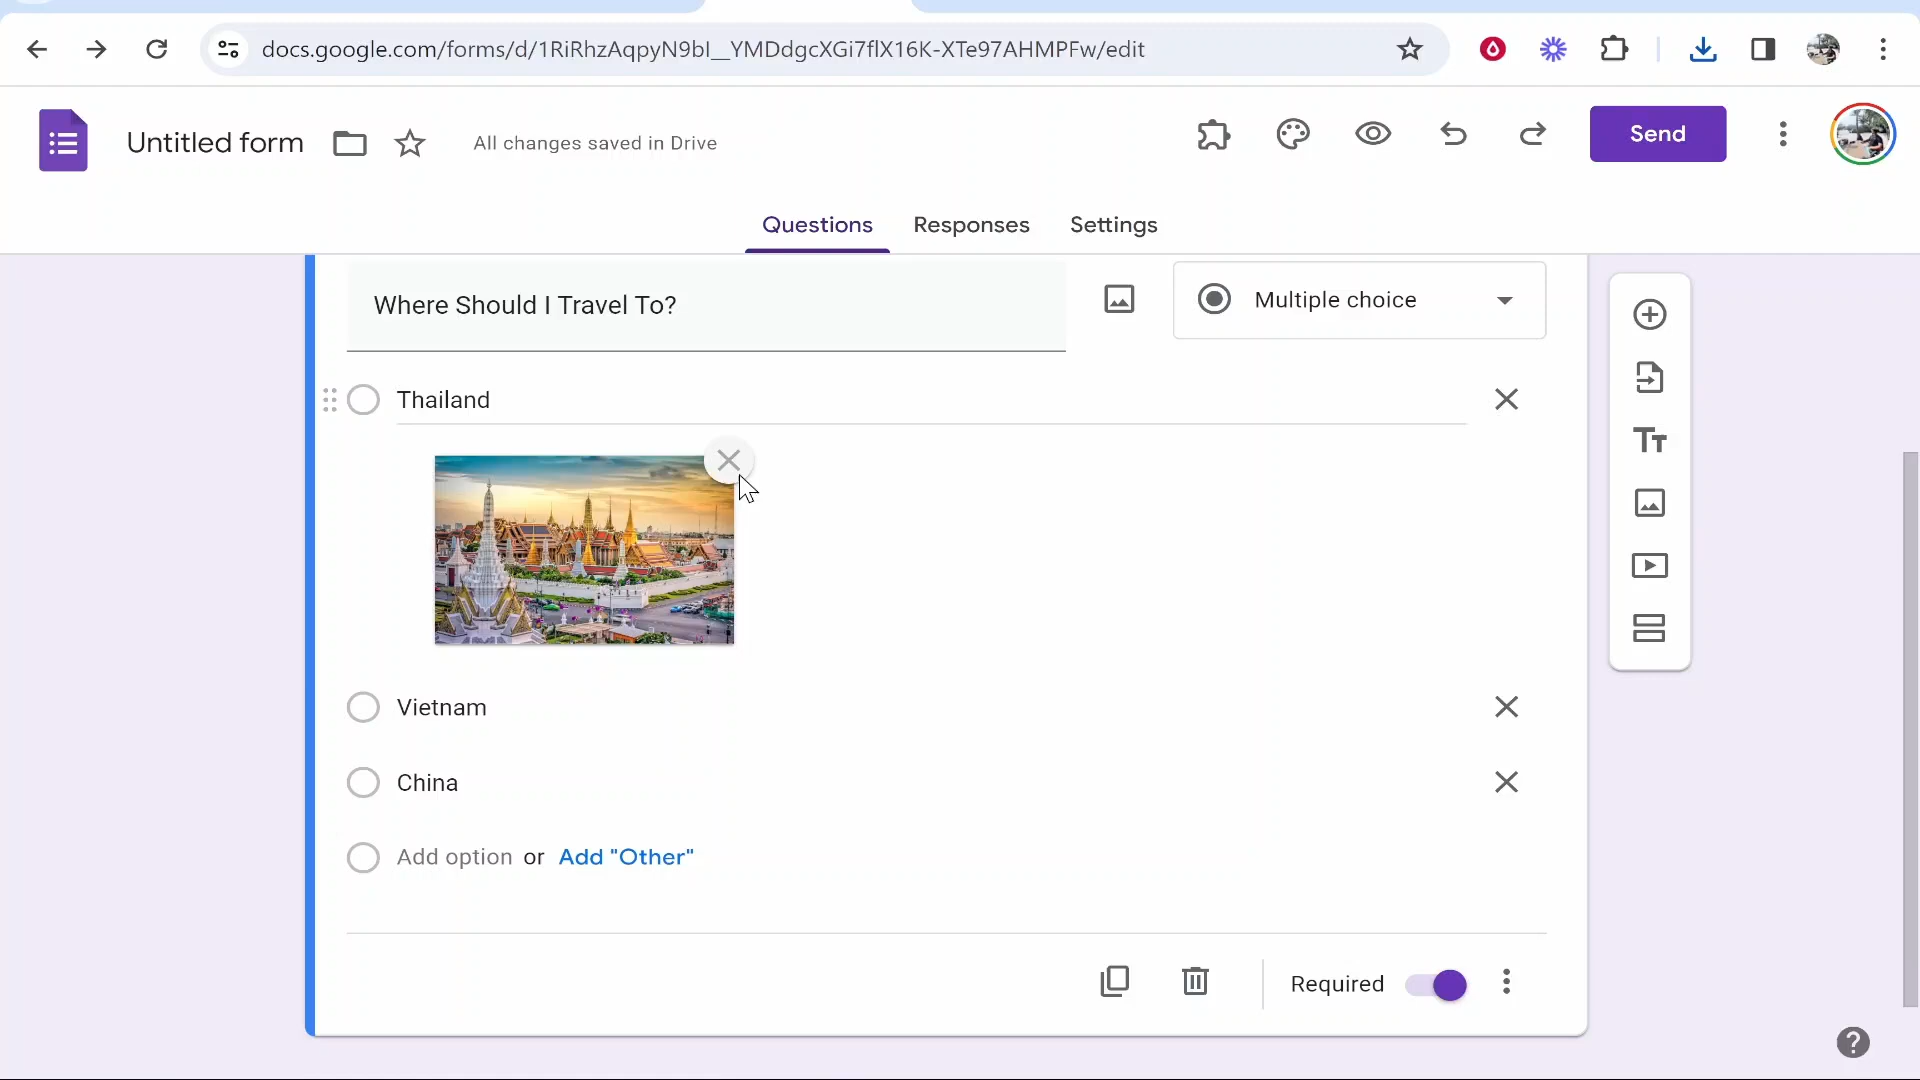 docs.google.com/forms/d/1RiRhzAqpyN9bI__YMDdgcXGi7flX16K-XTe97AHMPFw/edit
Untitled form
All changes saved in Drive
Send
Questions
Responses
Settings
Where Should I Travel To?
Multiple choice
Thailand
Vietnam
China
Add option or Add "Other"
Required